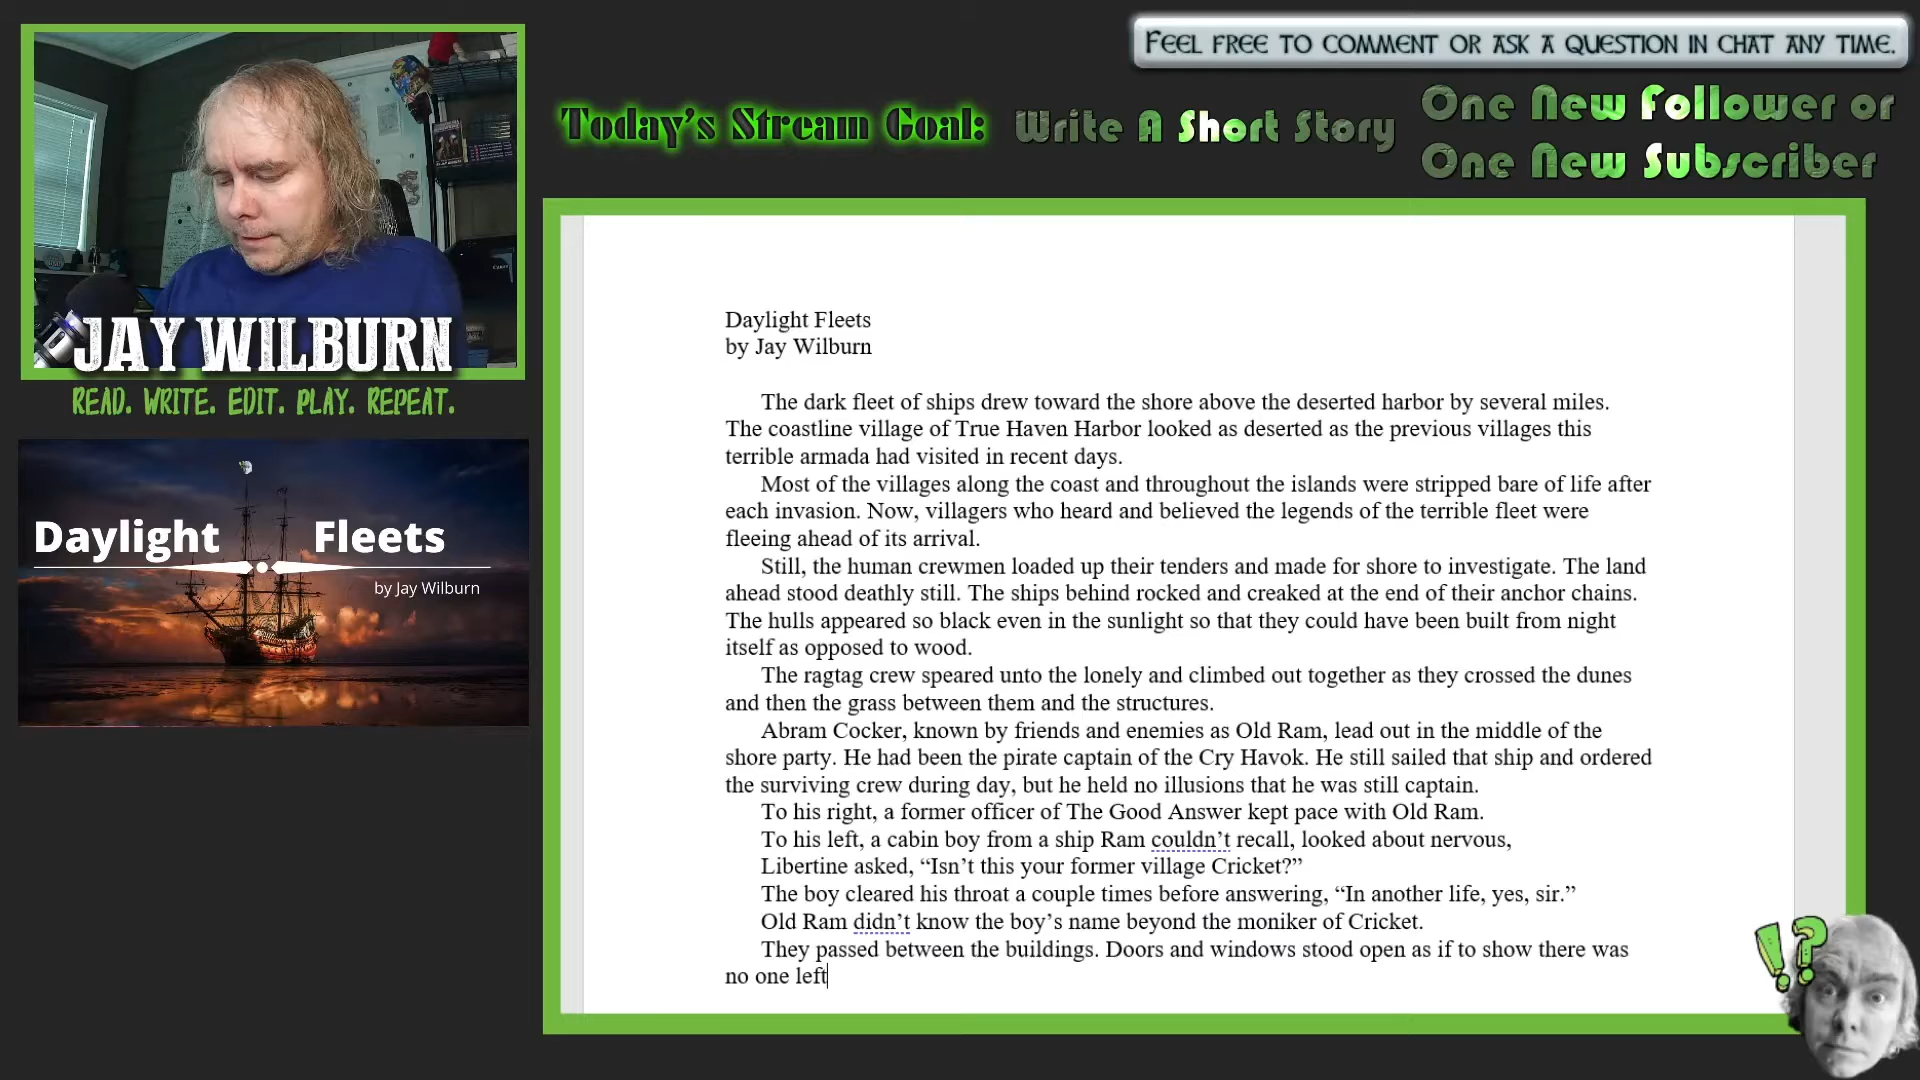 FEEL FREE TO COMMENT OR ASK A QUESTION IN CHAT ANY TIME.
Today's Stream Goal:
Write A Short Story
One New Follower or
One New Subscriber
JAY WILBURN
READ. WRITE. EDIT. PLAY. REPEAT.
Daylight Fleets
by Jay Wilburn
Daylight Fleets
by Jay Wilburn
The dark fleet of ships drew toward the shore above the deserted harbor by several miles.
The coastline village of True Haven Harbor looked as deserted as the previous villages this
terrible armada had visited in recent days.
Most of the villages along the coast and throughout the islands were stripped bare of life after
each invasion. Now, villagers who heard and believed the legends of the terrible fleet were
fleeing ahead of its arrival.
Still, the human crewmen loaded up their tenders and made for shore to investigate. The land
ahead stood deathly still. The ships behind rocked and creaked at the end of their anchor chains.
The hulls appeared so black even in the sunlight so that they could have been built from night
itself as opposed to wood.
The ragtag crew speared unto the lonely and climbed out together as they crossed the dunes
and then the grass between them and the structures.
Abram Cocker, known by friends and enemies as Old Ram, lead out in the middle of the
shore party. He had been the pirate captain of the Cry Havok. He still sailed that ship and ordered
the surviving crew during day, but he held no illusions that he was still captain.
To his right, a former officer of The Good Answer kept pace with Old Ram.
To his left, a cabin boy from a ship Ram couldn’t recall, looked about nervous,
Libertine asked, “Isn’t this your former village Cricket?”
The boy cleared his throat a couple times before answering, “In another life, yes, sir.”
Old Ram didn’t know the boy’s name beyond the moniker of Cricket.
They passed between the buildings. Doors and windows stood open as if to show there was
no one left
!?